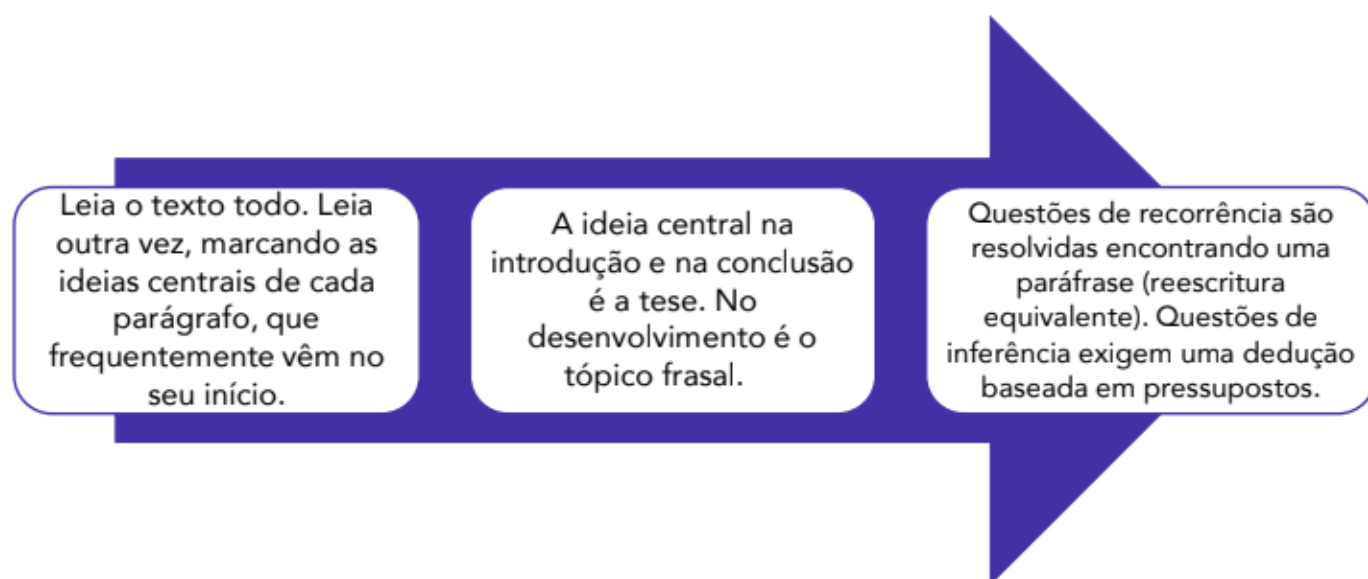 Leia o texto todo. Leia
outra vez, marcando as
ideias centrais de cada
parágrafo, que
frequentemente vêm no
seu início.
A ideia central na
introdução e na conclusão
é a tese. No
desenvolvimento é o
tópico frasal.
Questões de recorrência são
resolvidas encontrando uma
paráfrase (reescritura
equivalente). Questões de
inferência exigem uma dedução
baseada em pressupostos.